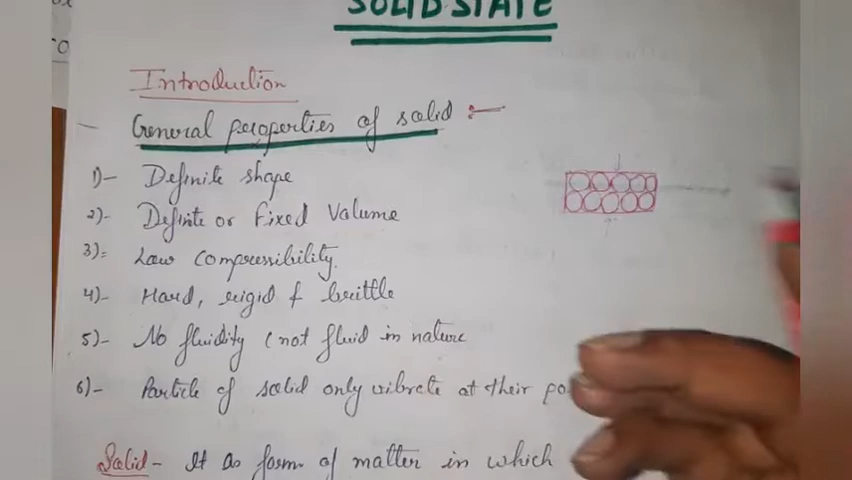 SOLID STATE
Introduction
General properties of solid :-
1)- Definite shape
2)- Definite or Fixed Volume
3)= Low compressibility.
4)- Hard, rigid & brittle
5)- No fluidity (not fluid in nature
6)- Particle of solid only vibrate at their po
Solid - It is form of matter in which